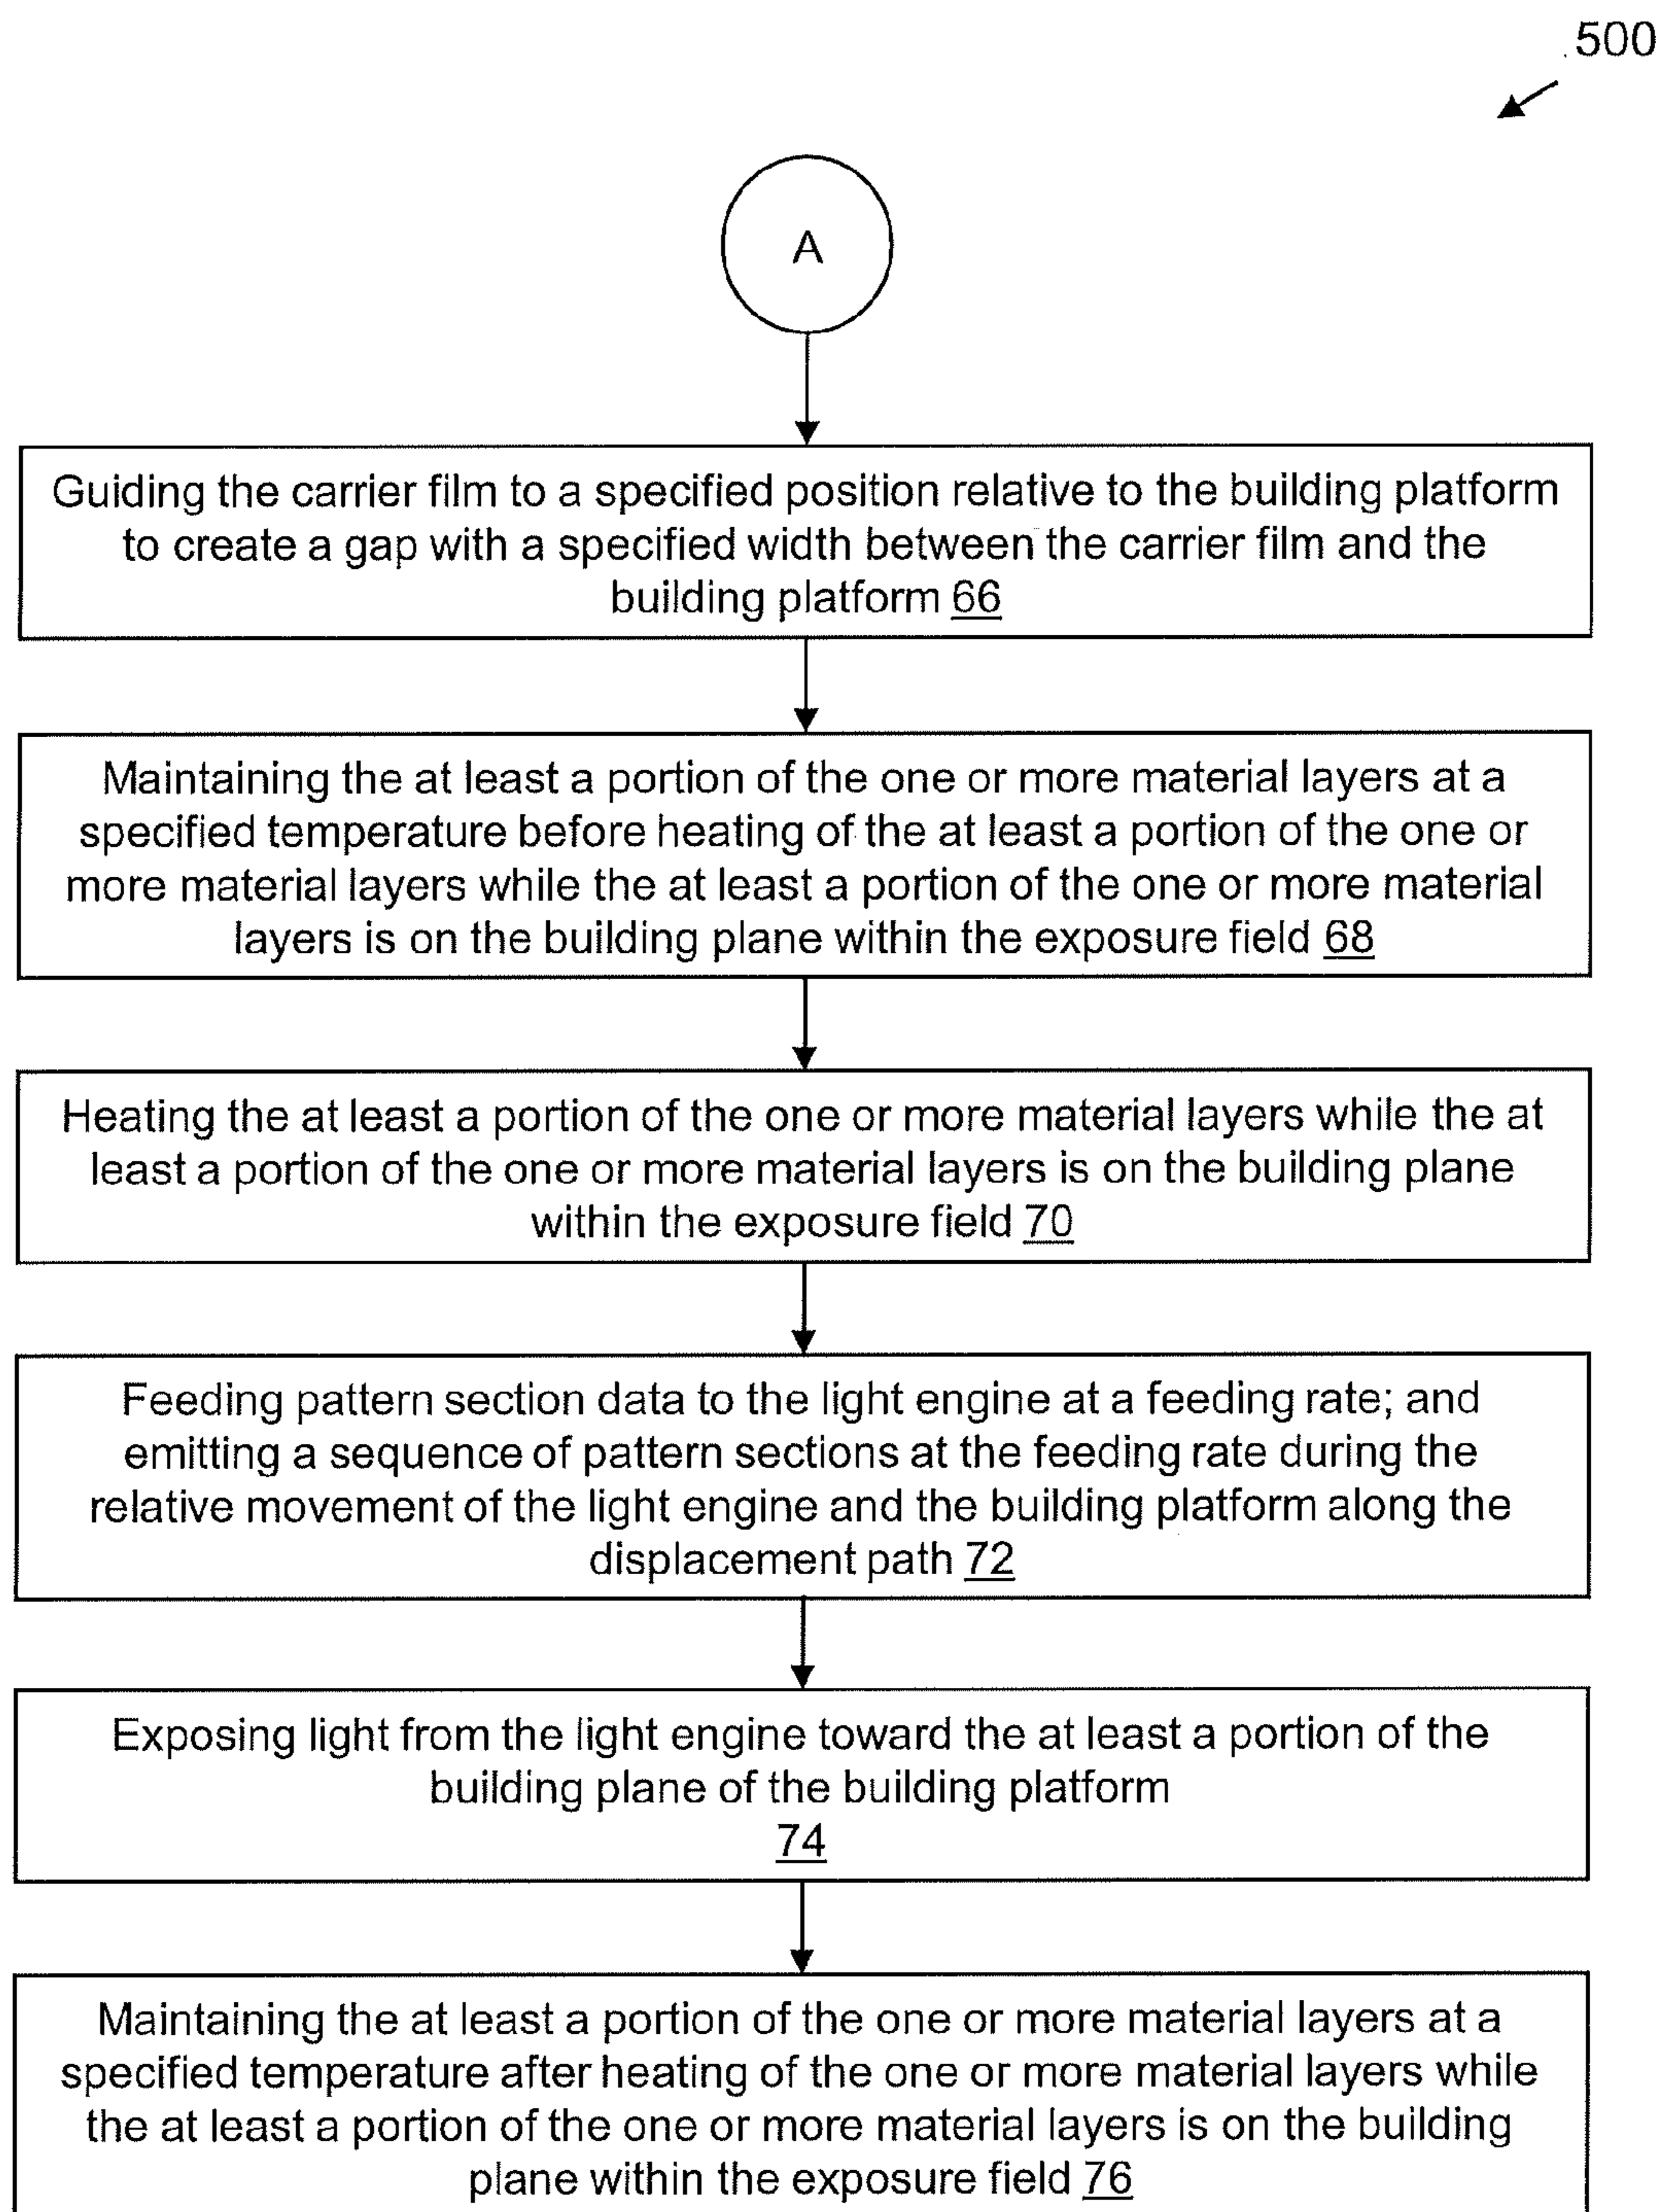 500
A
Guiding the carrier film to a specified position relative to the building platform
to create a gap with a specified width between the carrier film and the
building platform 66
Maintaining the at least a portion of the one or more material layers at a
specified temperature before heating of the at least a portion of the one or
more material layers while the at least a portion of the one or more material
layers is on the building plane within the exposure field 68
Heating the at least a portion of the one or more material layers while the at
least a portion of the one or more material layers is on the building plane
within the exposure field 70
Feeding pattern section data to the light engine at a feeding rate; and
emitting a sequence of pattern sections at the feeding rate during the
relative movement of the light engine and the building platform along the
displacement path 72
Exposing light from the light engine toward the at least a portion of the
building plane of the building platform
74
Maintaining the at least a portion of the one or more material layers at a
specified temperature after heating of the one or more material layers while
the at least a portion of the one or more material layers is on the building
plane within the exposure field 76